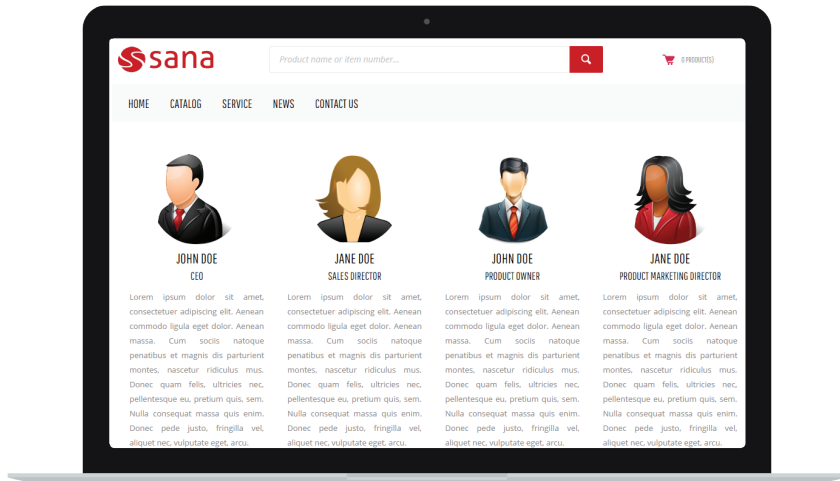 sana
Product name or item number...
0 PRODUCT(S)
HOME CATALOG SERVICE NEWS CONTACT US
JOHN DOE
CEO
Lorem ipsum dolor sit amet,
consectetuer adipiscing elit. Aenean
commodo ligula eget dolor. Aenean
massa. Cum sociis natoque
penatibus et magnis dis parturient
montes, nascetur ridiculus mus.
Donec quam felis, ultricies nec,
pellentesque eu, pretium quis, sem.
Nulla consequat massa quis enim.
Donec pede justo, fringilla vel,
aliquet nec, vulputate eget, arcu.
JANE DOE
SALES DIRECTOR
Lorem ipsum dolor sit amet,
consectetuer adipiscing elit. Aenean
commodo ligula eget dolor. Aenean
massa. Cum sociis natoque
penatibus et magnis dis parturient
montes, nascetur ridiculus mus.
Donec quam felis, ultricies nec,
pellentesque eu, pretium quis, sem.
Nulla consequat massa quis enim.
Donec pede justo, fringilla vel,
aliquet nec, vulputate eget, arcu.
JOHN DOE
PRODUCT OWNER
Lorem ipsum dolor sit amet,
consectetuer adipiscing elit. Aenean
commodo ligula eget dolor. Aenean
massa. Cum sociis natoque
penatibus et magnis dis parturient
montes, nascetur ridiculus mus.
Donec quam felis, ultricies nec,
pellentesque eu, pretium quis, sem.
Nulla consequat massa quis enim.
Donec pede justo, fringilla vel,
aliquet nec, vulputate eget, arcu.
JANE DOE
PRODUCT MARKETING DIRECTOR
Lorem ipsum dolor sit amet,
consectetuer adipiscing elit. Aenean
commodo ligula eget dolor. Aenean
massa. Cum sociis natoque
penatibus et magnis dis parturient
montes, nascetur ridiculus mus.
Donec quam felis, ultricies nec,
pellentesque eu, pretium quis, sem.
Nulla consequat massa quis enim.
Donec pede justo, fringilla vel,
aliquet nec, vulputate eget, arcu.